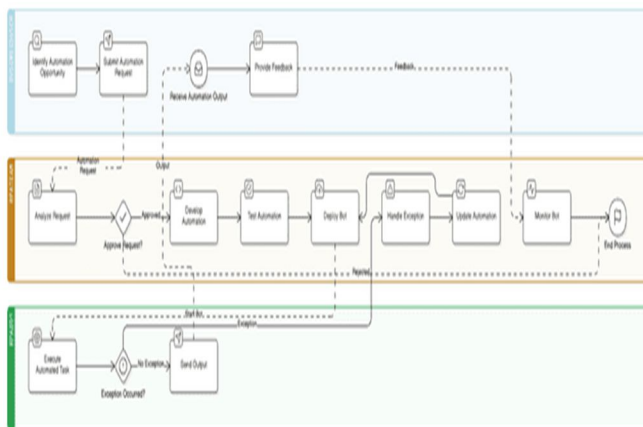 Identify Automation
Opportunity
Submit Automation
Request
Receive Automation Output
Provide Feedback
Feedback
Automation
Request
Output
Analyze Request
Approve Request?
Approved
Develop
Automation
Test Automation
Deploy Bot
Handle Exception
Update Automation
Monitor Bot
End Process
Rejected
Start Bot
Exception
Execute
Automated Task
Exception Occurred?
No Exception
Send Output